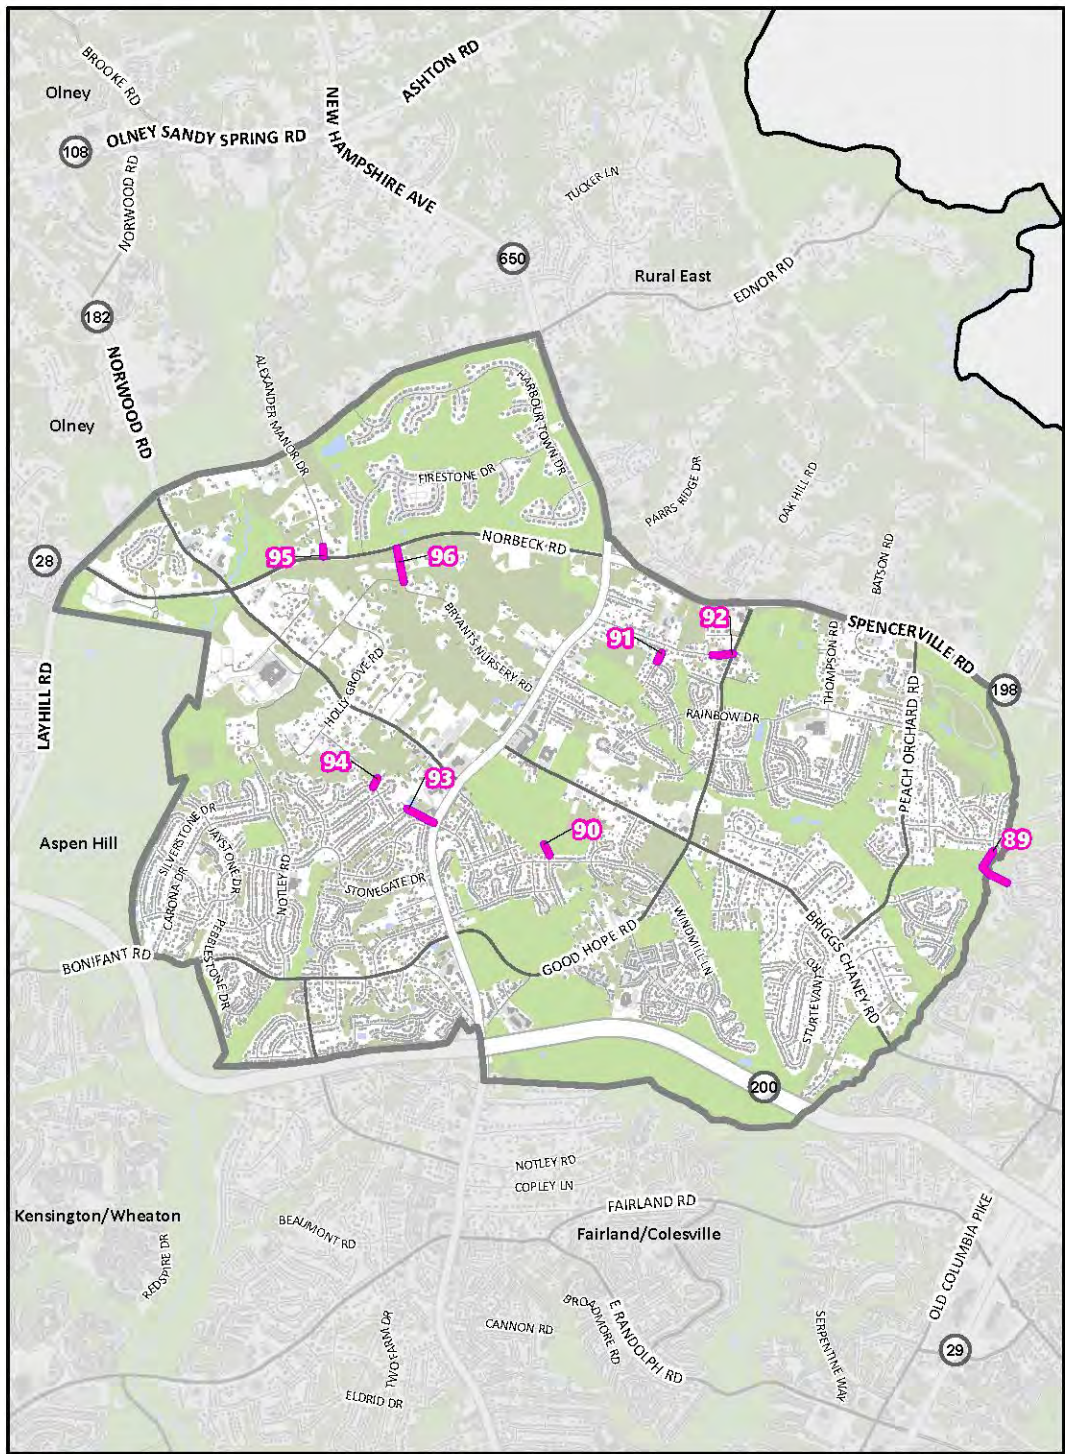 BROOKE RD
Olney
ASHTON RD
OLNEY SANDY SPRING RD
108
NEW HAMPSHIRE AVE
NORWOOD RD
TUCKER LN
650
Rural East
EDNOR RD
182
NORWOOD RD
ALEXANDER MANOR DR
HARBOUR TOWN DR
Olney
FIRESTONE DR
PARRS RIDGE DR
OAK HILL RD
NORBECK RD
BATSON RD
28
95
96
92
91
BRYANTS NURSERY RD
SPENCERVILLE RD
THOMPSON RD
HOLLY GROVE RD
198
LAYHILL RD
RAINBOW DR
PEACH ORCHARD RD
94
93
SILVERSTONE DR
JAYSTONE DR
90
Aspen Hill
89
CARONA DR
NOTLEY RD
STONEGATE DR
WINDMILL LN
BRIGGS CHANEY RD
GOOD HOPE RD
BONIFANT RD
PEBBLESTONE DR
STURTEVANT RD
200
NOTLEY RD
COPLEY LN
FAIRLAND RD
Kensington/Wheaton
BEAUMONT RD
Fairland/Colesville
OLD COLUMBIA PIKE
REDSPIRE DR
BROADMORE RD
E RANDOLPH RD
CANNON RD
TWO FARM DR
SERPENTINE WAY
29
ELDRID DR